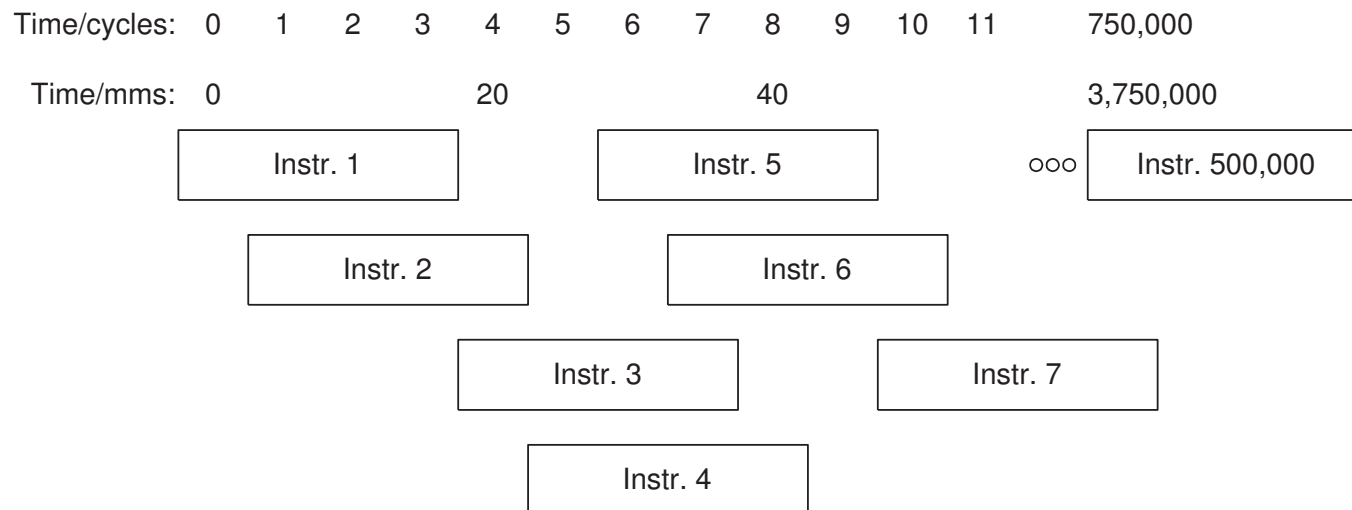 Time/cycles: 0 1 2 3 4 5 6 7 8 9 10 11 750,000
Time/mms: 0 20 40 3,750,000
Instr. 1 Instr. 5 ooo Instr. 500,000
Instr. 2 Instr. 6
Instr. 3 Instr. 7
Instr. 4